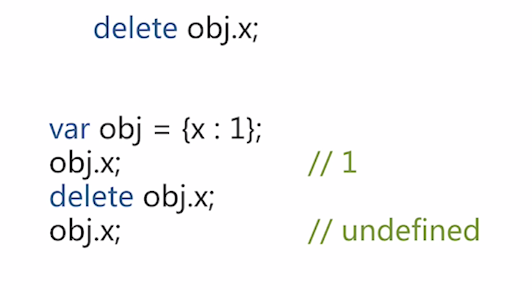 delete obj.x;
var obj = {x : 1};
obj.x; // 1
delete obj.x;
obj.x; // undefined